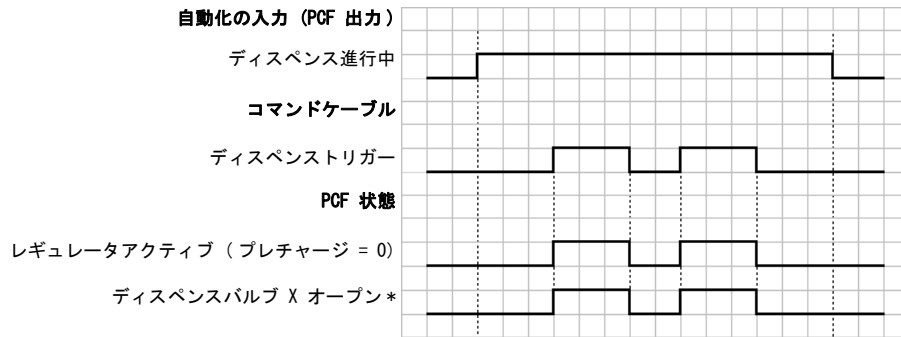 自動化の入力 (PCF 出力)
ディスペンス進行中
コマンドケーブル
ディスペンストリガー
PCF 状態
レギュレータアクティブ (プレチャージ = 0)
ディスペンスバルブ X オープン*